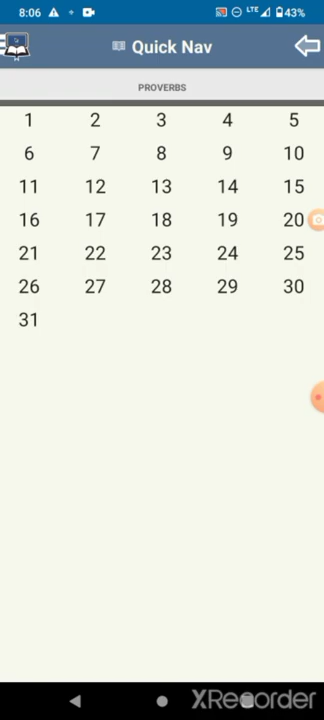 8:06 LTE 43%
Quick Nav
PROVERBS
1 2 3 4 5
6 7 8 9 10
11 12 13 14 15
16 17 18 19 20
21 22 23 24 25
26 27 28 29 30
31
XRecorder